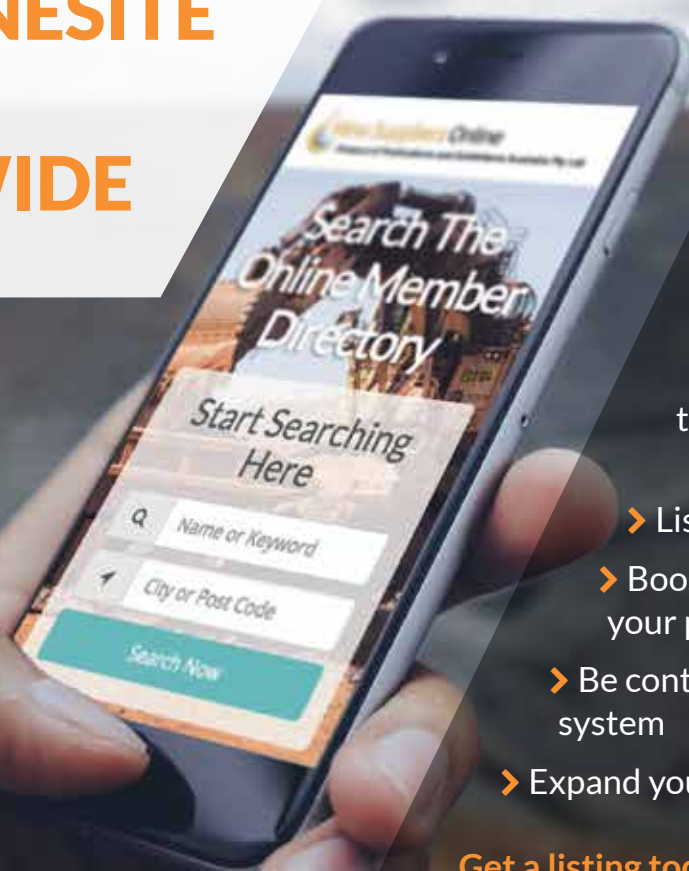 NESITE
VIDE
Mine Suppliers Online
Search The
Online Member
Directory
Start Searching
Here
Name or Keyword
City or Post Code
Search Now
t
Lis
Boo
your p
Be cont
system
Expand you
Get a listing too